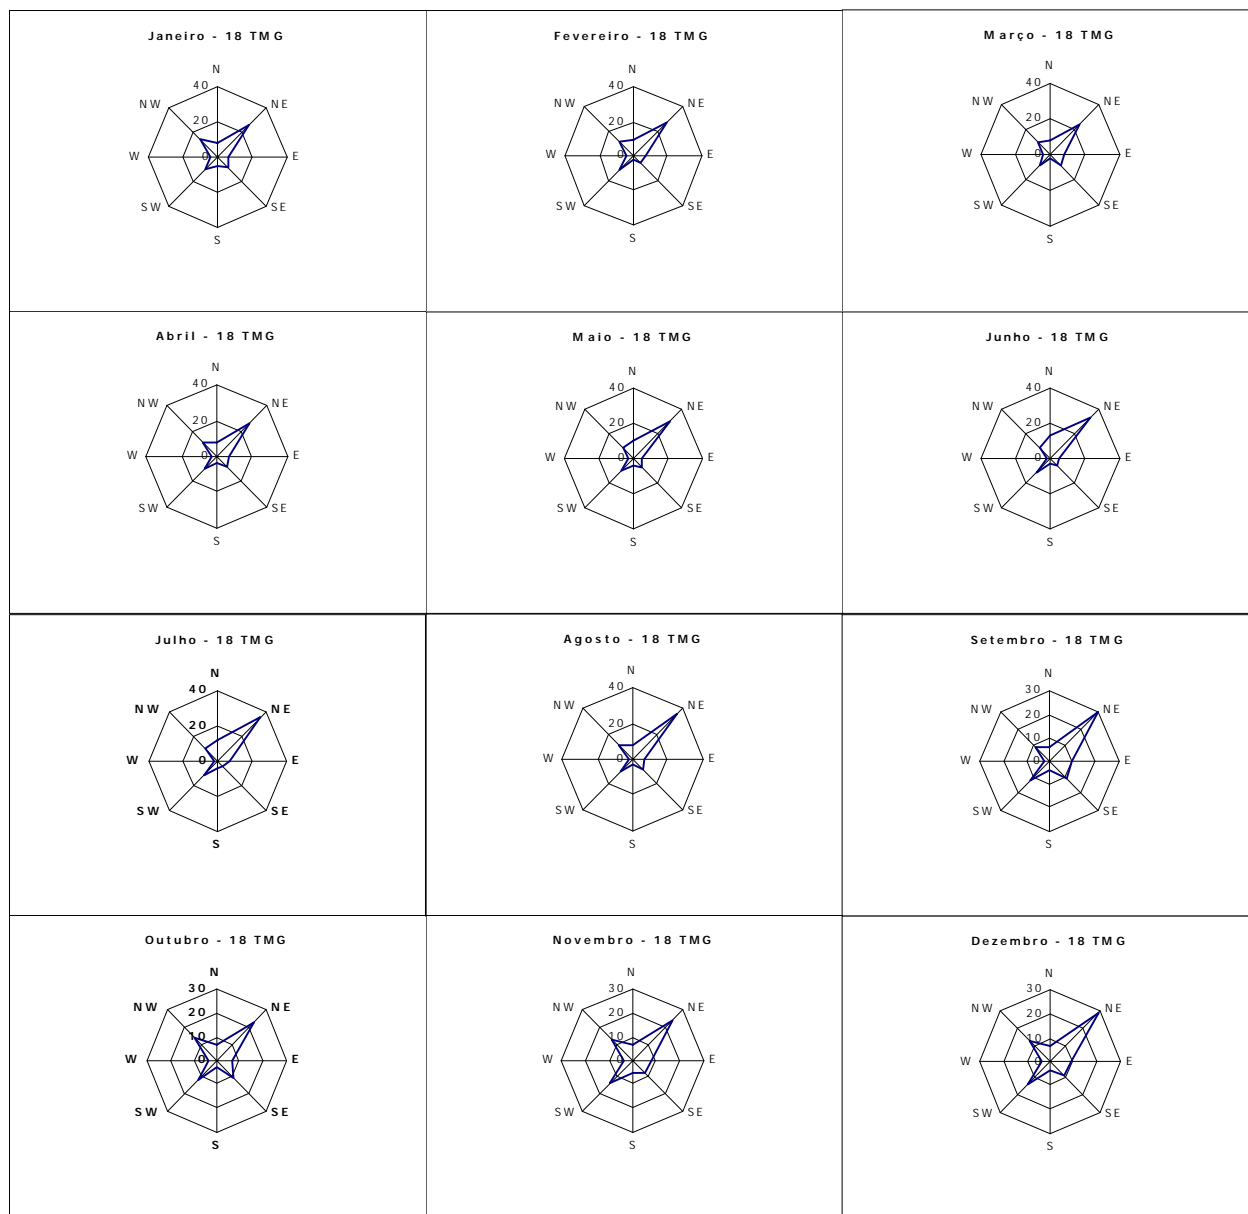 Janeiro - 18 TMG
N
40
NW
NE
20
W
0
E
SW
SE
S
Fevereiro - 18 TMG
N
40
NW
NE
20
W
0
E
SW
SE
S
Março - 18 TMG
N
40
NW
NE
20
W
0
E
SW
SE
S
Abril - 18 TMG
N
40
NW
NE
20
W
0
E
SW
SE
S
Maio - 18 TMG
N
40
NW
NE
20
W
0
E
SW
SE
S
Junho - 18 TMG
N
40
NW
NE
20
W
0
E
SW
SE
S
Julho - 18 TMG
N
40
NW
NE
20
W
0
E
SW
SE
S
Agosto - 18 TMG
N
40
NW
NE
20
W
0
E
SW
SE
S
Setembro - 18 TMG
N
30
NW
NE
20
10
W
0
E
SW
SE
S
Outubro - 18 TMG
N
30
NW
NE
20
10
W
0
E
SW
SE
S
Novembro - 18 TMG
N
30
NW
NE
20
10
W
0
E
SW
SE
S
Dezembro - 18 TMG
N
30
NW
NE
20
10
W
0
E
SW
SE
S